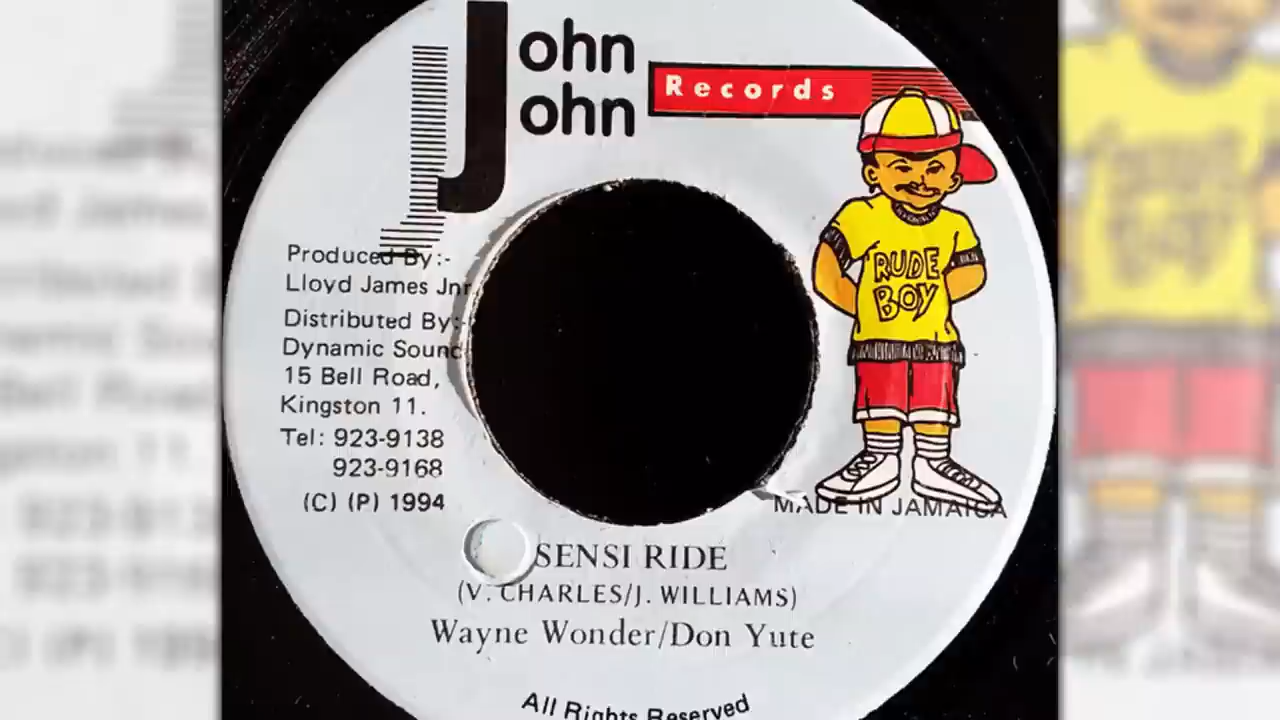 John
John
Records
RUDE
BOY
Produced By:-
Lloyd James Jnr
Distributed By:-
Dynamic Sound
15 Bell Road,
Kingston 11.
Tel: 923-9138
923-9168
(C) (P) 1994
MADE IN JAMAICA
SENSI RIDE
(V. CHARLES/J. WILLIAMS)
Wayne Wonder/Don Yute
All Rights Reserved